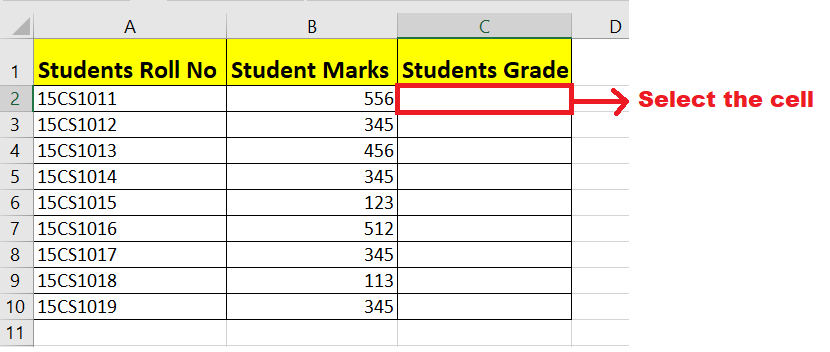 A B C D
1 Students Roll No Student Marks Students Grade
2 15CS1011 556 Select the cell
3 15CS1012 345
4 15CS1013 456
5 15CS1014 345
6 15CS1015 123
7 15CS1016 512
8 15CS1017 345
9 15CS1018 113
10 15CS1019 345
11